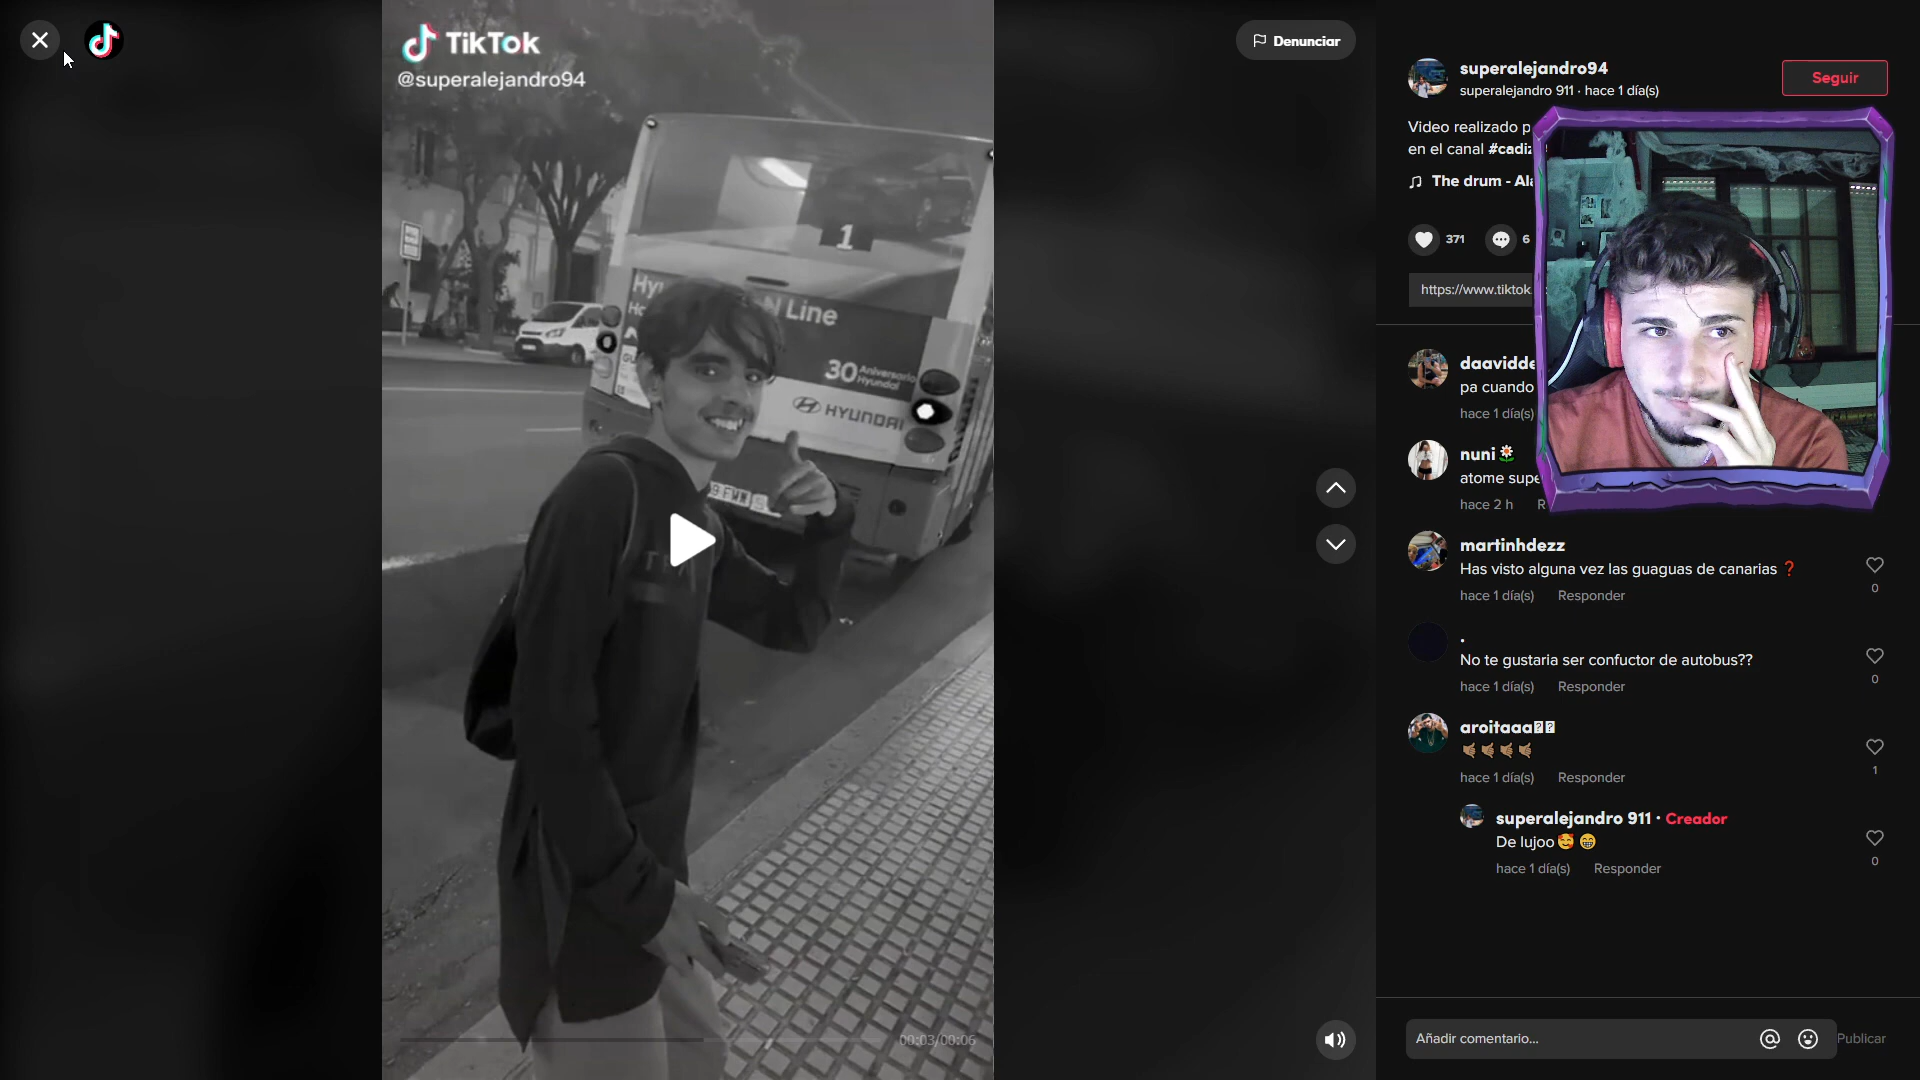 TikTok
@superalejandro94
Denunciar
1
N Line
30 Aniversario
Hyundai
HYUNDAI
00:03/00:06
superalejandro94
superalejandro 911 · hace 1 día(s)
Seguir
Video realizado p
en el canal #cadiz
The drum - Ala
371
6
https://www.tiktok
daavidde
pa cuando
hace 1 día(s)
nuni🌼
atome supe
hace 2 h R
martinhdezz
Has visto alguna vez las guaguas de canarias ❓
0
hace 1 día(s) Responder
.
No te gustaria ser confuctor de autobus??
0
hace 1 día(s) Responder
aroitaaa
🤙🏽🤙🏽🤙🏽🤙🏽
1
hace 1 día(s) Responder
superalejandro 911 · Creador
De lujoo 🥰 😁
0
hace 1 día(s) Responder
Añadir comentario...
Publicar